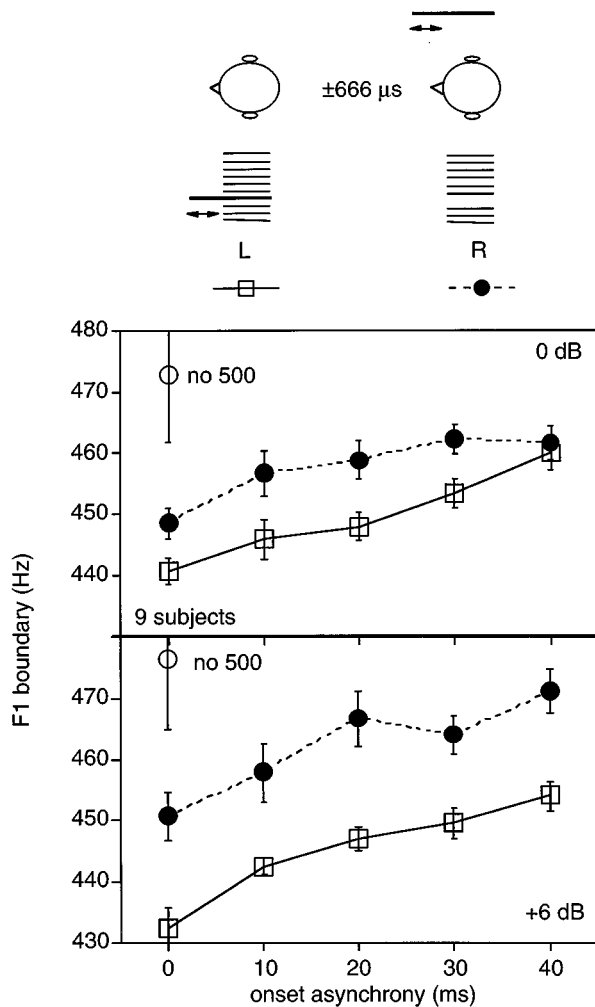 ±666 µs
L R
480
0 dB
no 500
470
460
450
440
9 subjects
F1 boundary (Hz)
no 500
470
460
450
440
430
+6 dB
0 10 20 30 40
onset asynchrony (ms)